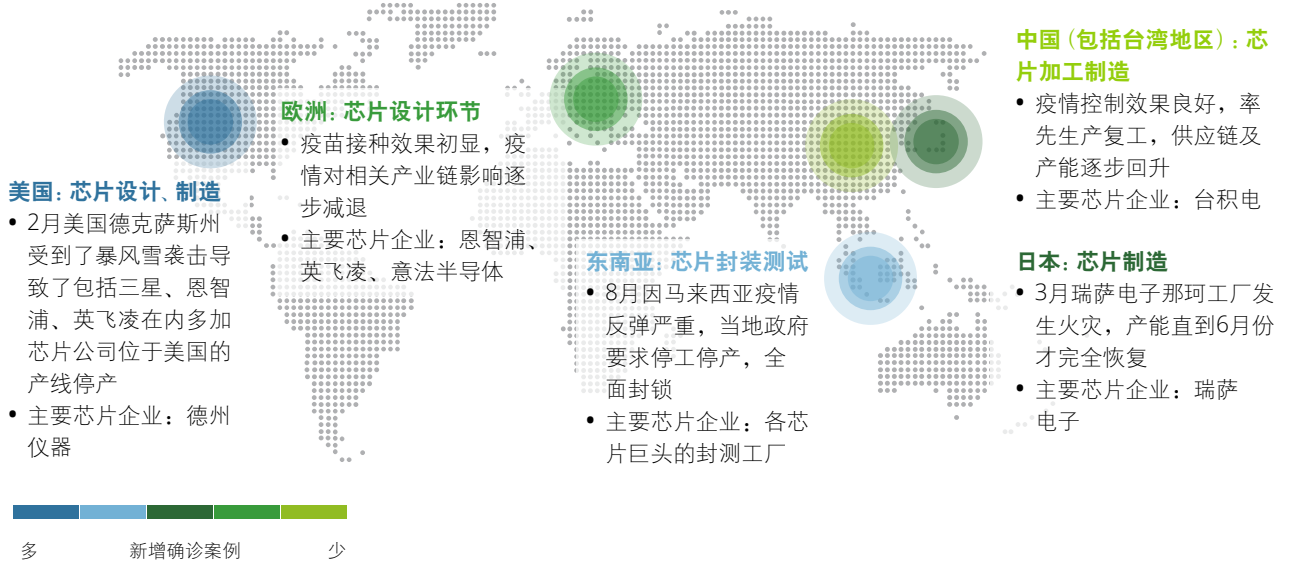 美国：芯片设计、制造
• 2月美国德克萨斯州
受到了暴风雪袭击导
致了包括三星、恩智
浦、英飞凌在内多加
芯片公司位于美国的
产线停产
• 主要芯片企业：德州
仪器
欧洲：芯片设计环节
• 疫苗接种效果初显，疫
情对相关产业链影响逐
步减退
• 主要芯片企业：恩智浦、
英飞凌、意法半导体
东南亚：芯片封装测试
• 8月因马来西亚疫情
反弹严重，当地政府
要求停工停产，全
面封锁
• 主要芯片企业：各芯
片巨头的封测工厂
中国（包括台湾地区）：芯
片加工制造
• 疫情控制效果良好，率
先生产复工，供应链及
产能逐步回升
• 主要芯片企业：台积电
日本：芯片制造
• 3月瑞萨电子那珂工厂发
生火灾，产能直到6月份
才完全恢复
• 主要芯片企业：瑞萨
电子
多 新增确诊案例 少